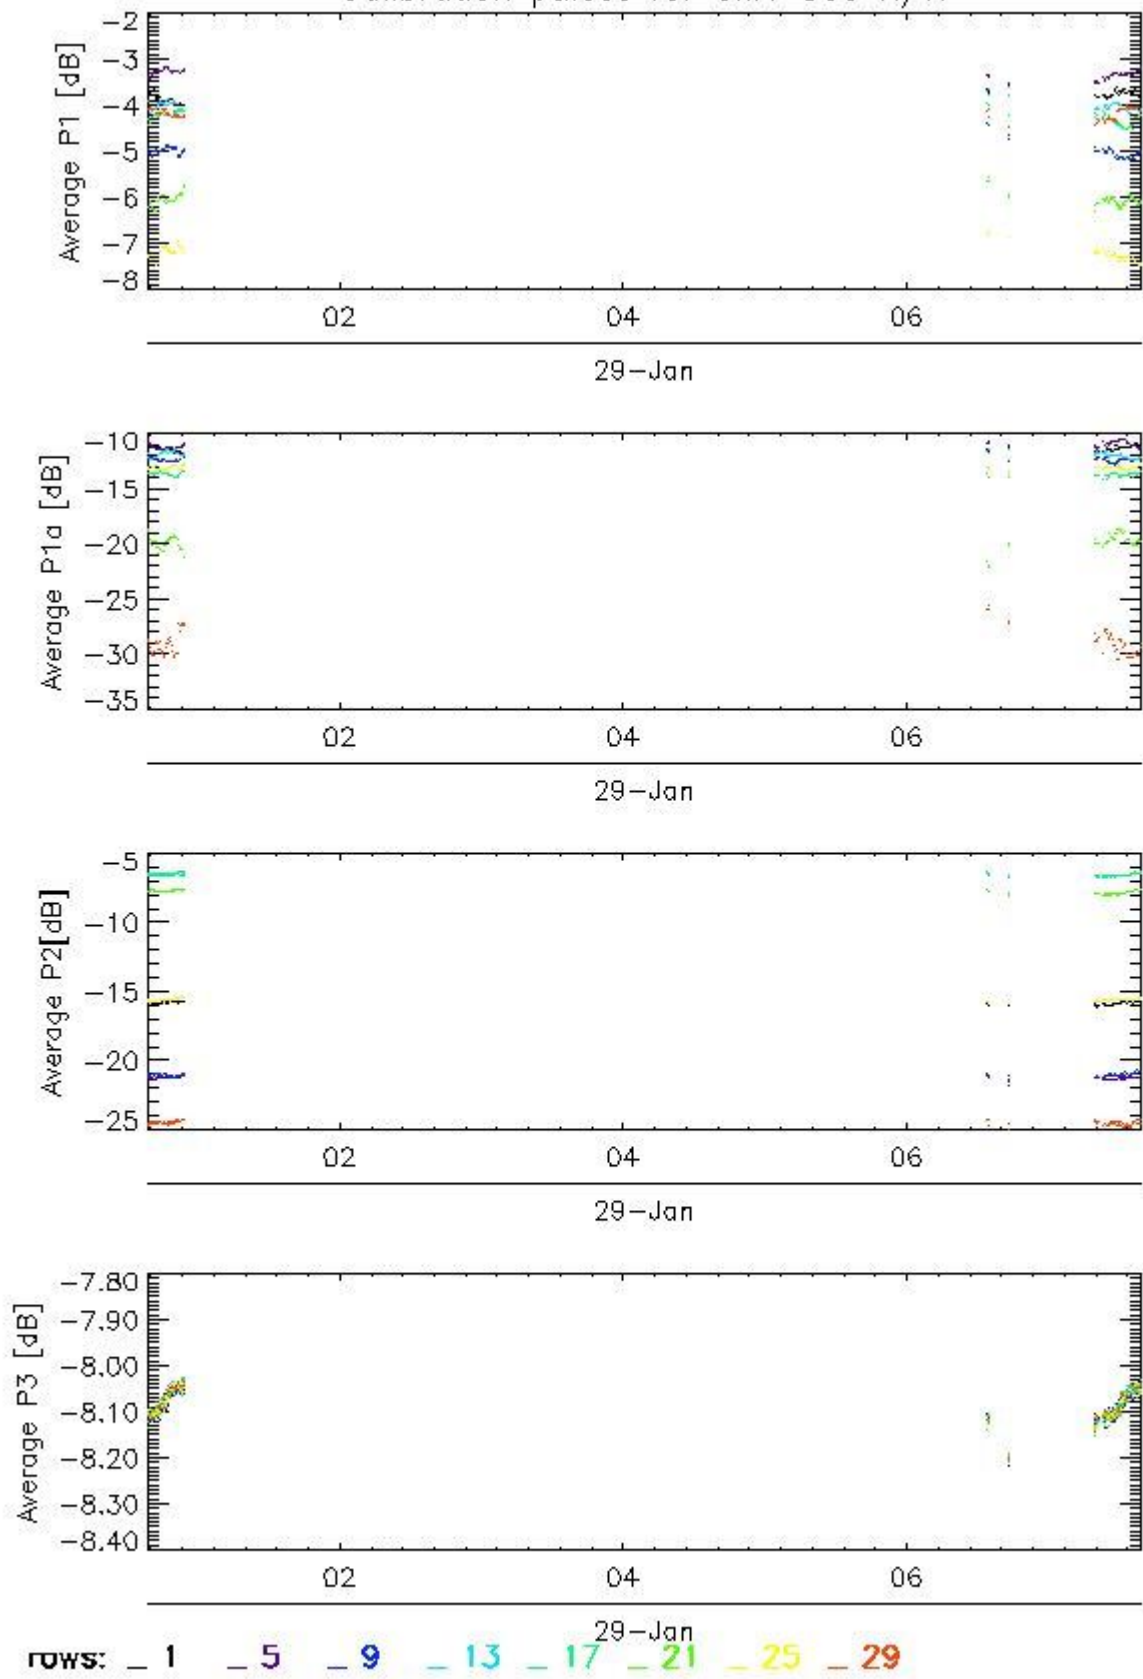 Average P1 [dB]
-2
-3
-4
-5
-6
-7
-8
02 04 06
29-Jan
Average P1a [dB]
-10
-15
-20
-25
-30
-35
02 04 06
29-Jan
Average P2[dB]
-5
-10
-15
-20
-25
02 04 06
29-Jan
Average P3 [dB]
-7.80
-7.90
-8.00
-8.10
-8.20
-8.30
-8.40
02 04 06
29-Jan
rows: _ 1 _ 5 _ 9 _ 13 _ 17 _ 21 _ 25 _ 29